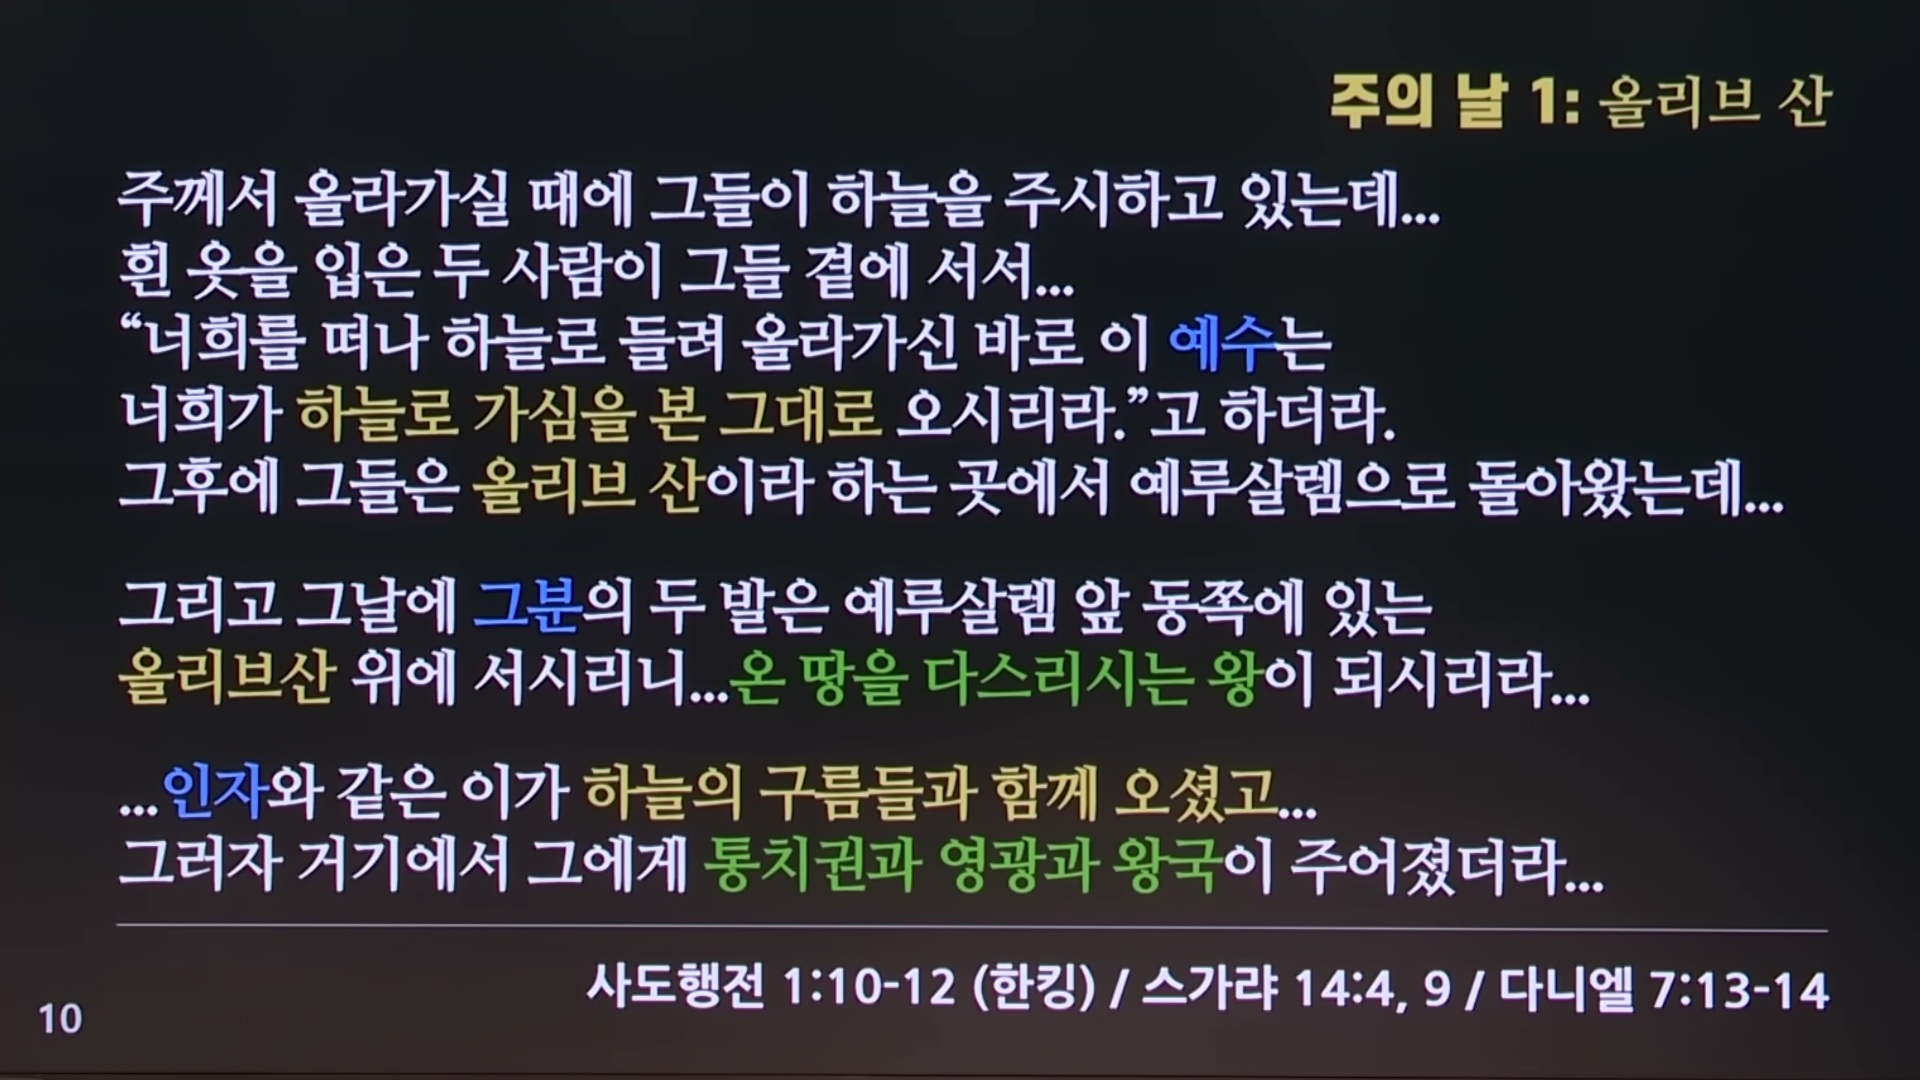 주의 날 1: 올리브 산
주께서 올라가실 때에 그들이 하늘을 주시하고 있는데...
흰 옷을 입은 두 사람이 그들 곁에 서서...
“너희를 떠나 하늘로 들려 올라가신 바로 이 예수는
너희가 하늘로 가심을 본 그대로 오시리라.”고 하더라.
그후에 그들은 올리브 산이라 하는 곳에서 예루살렘으로 돌아왔는데...
그리고 그날에 그분의 두 발은 예루살렘 앞 동쪽에 있는
올리브산 위에 서시리니...온 땅을 다스리시는 왕이 되시리라...
...인자와 같은 이가 하늘의 구름들과 함께 오셨고...
그러자 거기에서 그에게 통치권과 영광과 왕국이 주어졌더라...
사도행전 1:10-12 (한킹) / 스가랴 14:4, 9 / 다니엘 7:13-14
10